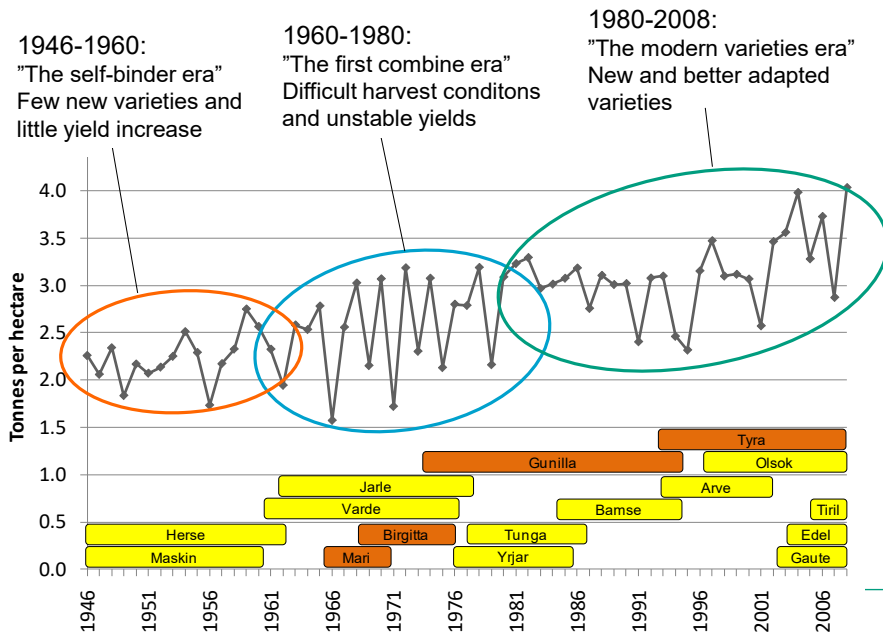 1946-1960:
”The self-binder era”
Few new varieties and
little yield increase
1960-1980:
”The first combine era”
Difficult harvest conditons
and unstable yields
1980-2008:
”The modern varieties era”
New and better adapted
varieties
Tonnes per hectare
4.0
3.5
3.0
2.5
2.0
1.5
1.0
0.5
0.0
Tyra
Gunilla
Olsok
Jarle
Arve
Varde
Bamse
Tiril
Herse
Birgitta
Tunga
Edel
Maskin
Mari
Yrjar
Gaute
1946
1951
1956
1961
1966
1971
1976
1981
1986
1991
1996
2001
2006